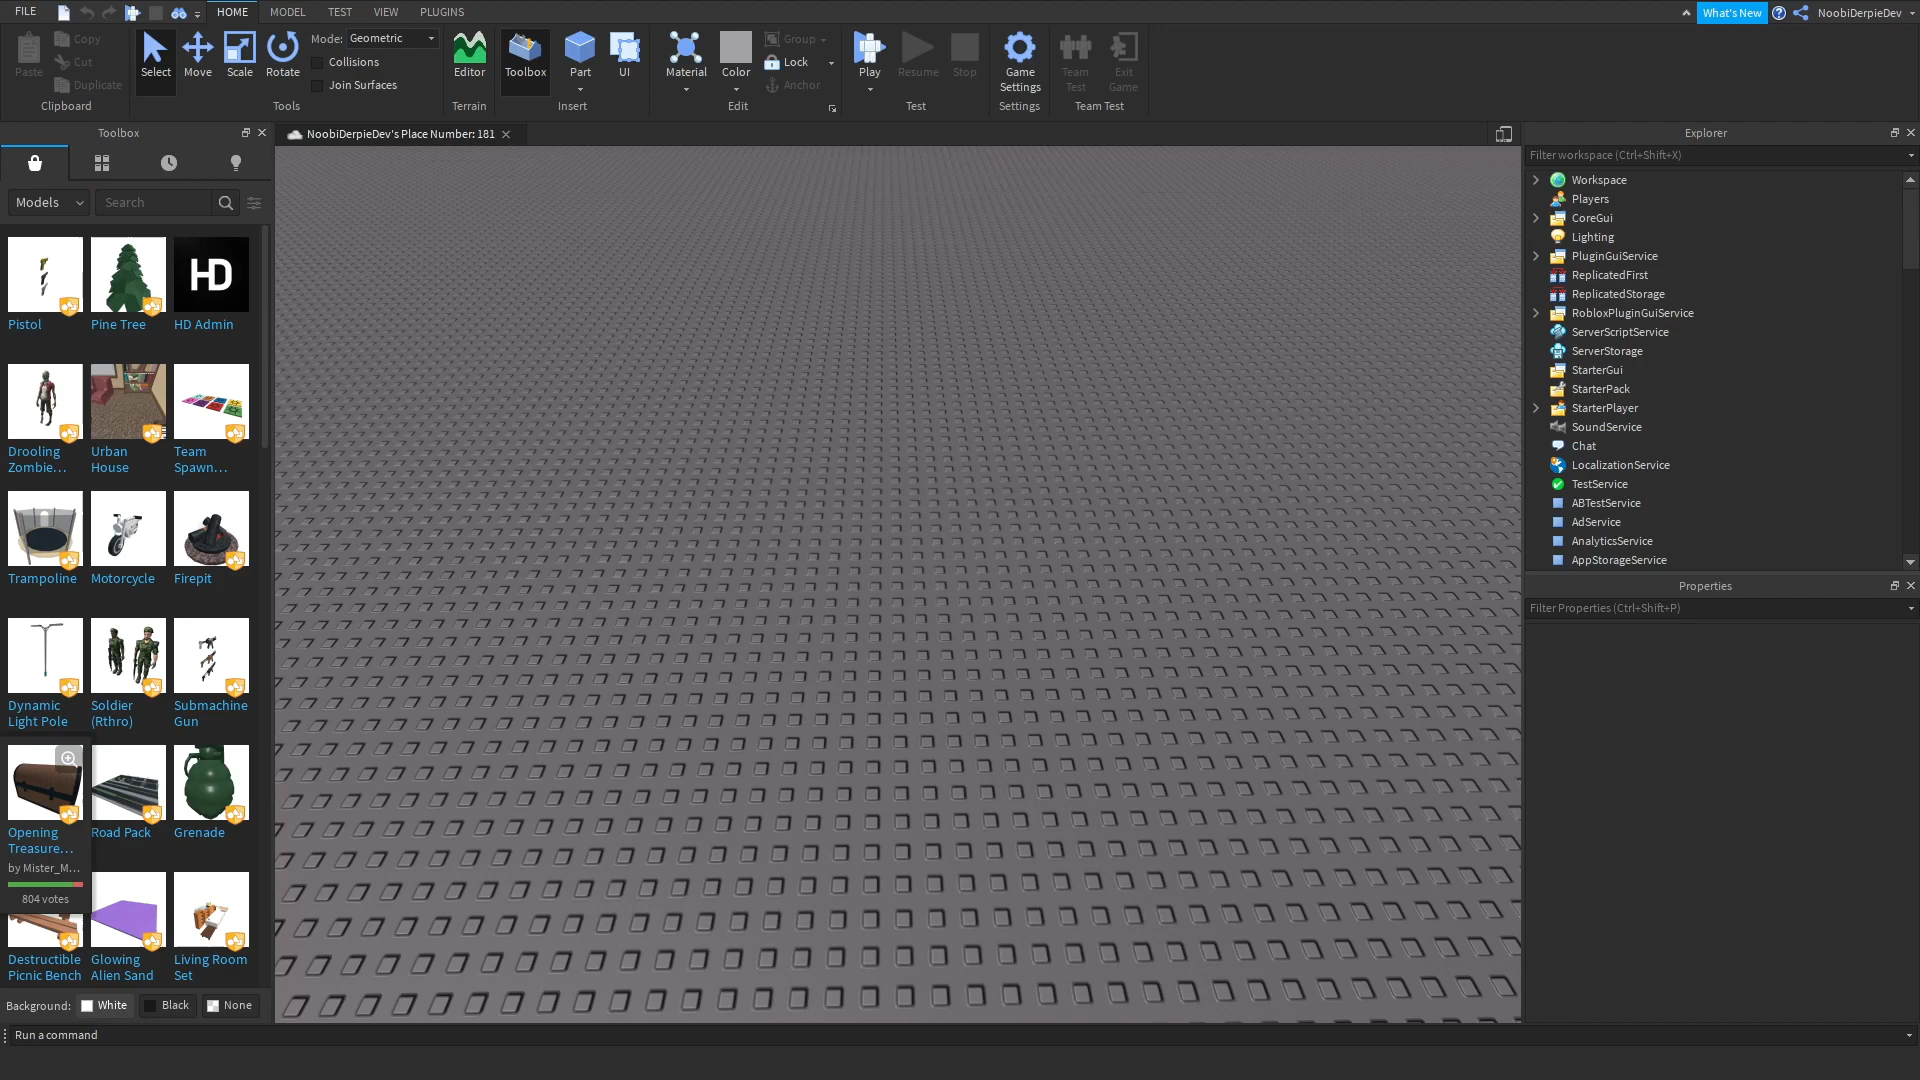 FILE
HOME
MODEL
TEST
VIEW
PLUGINS
What's New
NoobiDerpieDev
Paste
Copy
Cut
Duplicate
Clipboard
Select
Move
Scale
Rotate
Mode: Geometric
Collisions
Join Surfaces
Tools
Editor
Terrain
Toolbox
Part
UI
Insert
Material
Color
Group
Lock
Anchor
Edit
Play
Resume
Stop
Test
Game
Settings
Settings
Team
Test
Exit
Game
Team Test
Toolbox
Models
Search
Pistol
Pine Tree
HD
HD Admin
Drooling
Zombie...
Urban
House
Team
Spawn...
Trampoline
Motorcycle
Firepit
Dynamic
Light Pole
Soldier
(Rthro)
Submachine
Gun
Opening
Treasure...
by Mister_M...
804 votes
Road Pack
Grenade
Destructible
Picnic Bench
Glowing
Alien Sand
Living Room
Set
Background:
White
Black
None
NoobiDerpieDev's Place Number: 181
Explorer
Filter workspace (Ctrl+Shift+X)
Workspace
Players
CoreGui
Lighting
PluginGuiService
ReplicatedFirst
ReplicatedStorage
RobloxPluginGuiService
ServerScriptService
ServerStorage
StarterGui
StarterPack
StarterPlayer
SoundService
Chat
LocalizationService
TestService
ABTestService
AdService
AnalyticsService
AppStorageService
Properties
Filter Properties (Ctrl+Shift+P)
Run a command